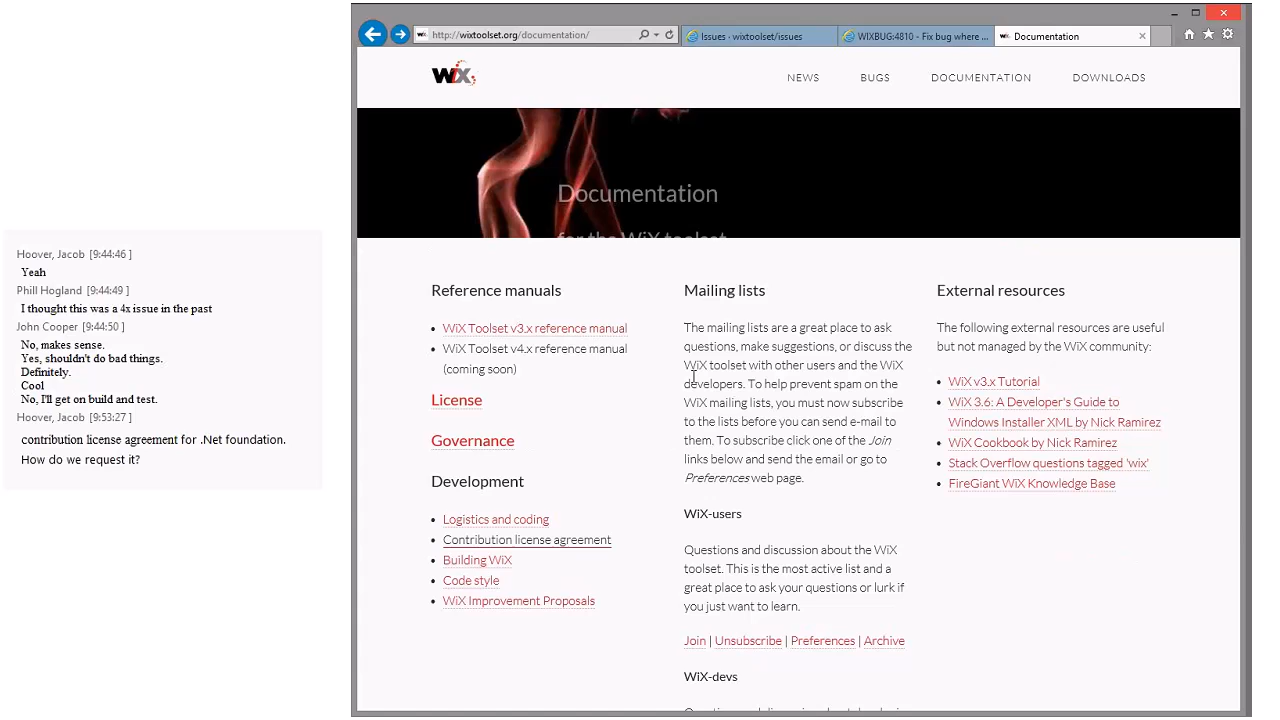 Hoover, Jacob [9:44:46 ]
Yeah
Phill Hogland [9:44:49 ]
I thought this was a 4x issue in the past
John Cooper [9:44:50 ]
No, makes sense.
Yes, shouldn't do bad things.
Definitely.
Cool
No, I'll get on build and test.
Hoover, Jacob [9:53:27 ]
contribution license agreement for .Net foundation.
How do we request it?
http://wixtoolset.org/documentation/
Issues · wixtoolset/issues
WIXBUG:4810 - Fix bug where ...
Documentation
WiX
NEWS
BUGS
DOCUMENTATION
DOWNLOADS
Documentation
for the WiX toolset
Reference manuals
• WiX Toolset v3.x reference manual
• WiX Toolset v4.x reference manual
(coming soon)
License
Governance
Development
• Logistics and coding
• Contribution license agreement
• Building WiX
• Code style
• WiX Improvement Proposals
Mailing lists
The mailing lists are a great place to ask
questions, make suggestions, or discuss the
WiX toolset with other users and the WiX
developers. To help prevent spam on the
WiX mailing lists, you must now subscribe
to the lists before you can send e-mail to
them. To subscribe click one of the Join
links below and send the email or go to
Preferences web page.
WiX-users
Questions and discussion about the WiX
toolset. This is the most active list and a
great place to ask your questions or lurk if
you just want to learn.
Join | Unsubscribe | Preferences | Archive
WiX-devs
External resources
The following external resources are useful
but not managed by the WiX community:
• WiX v3.x Tutorial
• WiX 3.6: A Developer's Guide to
Windows Installer XML by Nick Ramirez
• WiX Cookbook by Nick Ramirez
• Stack Overflow questions tagged 'wix'
• FireGiant WiX Knowledge Base